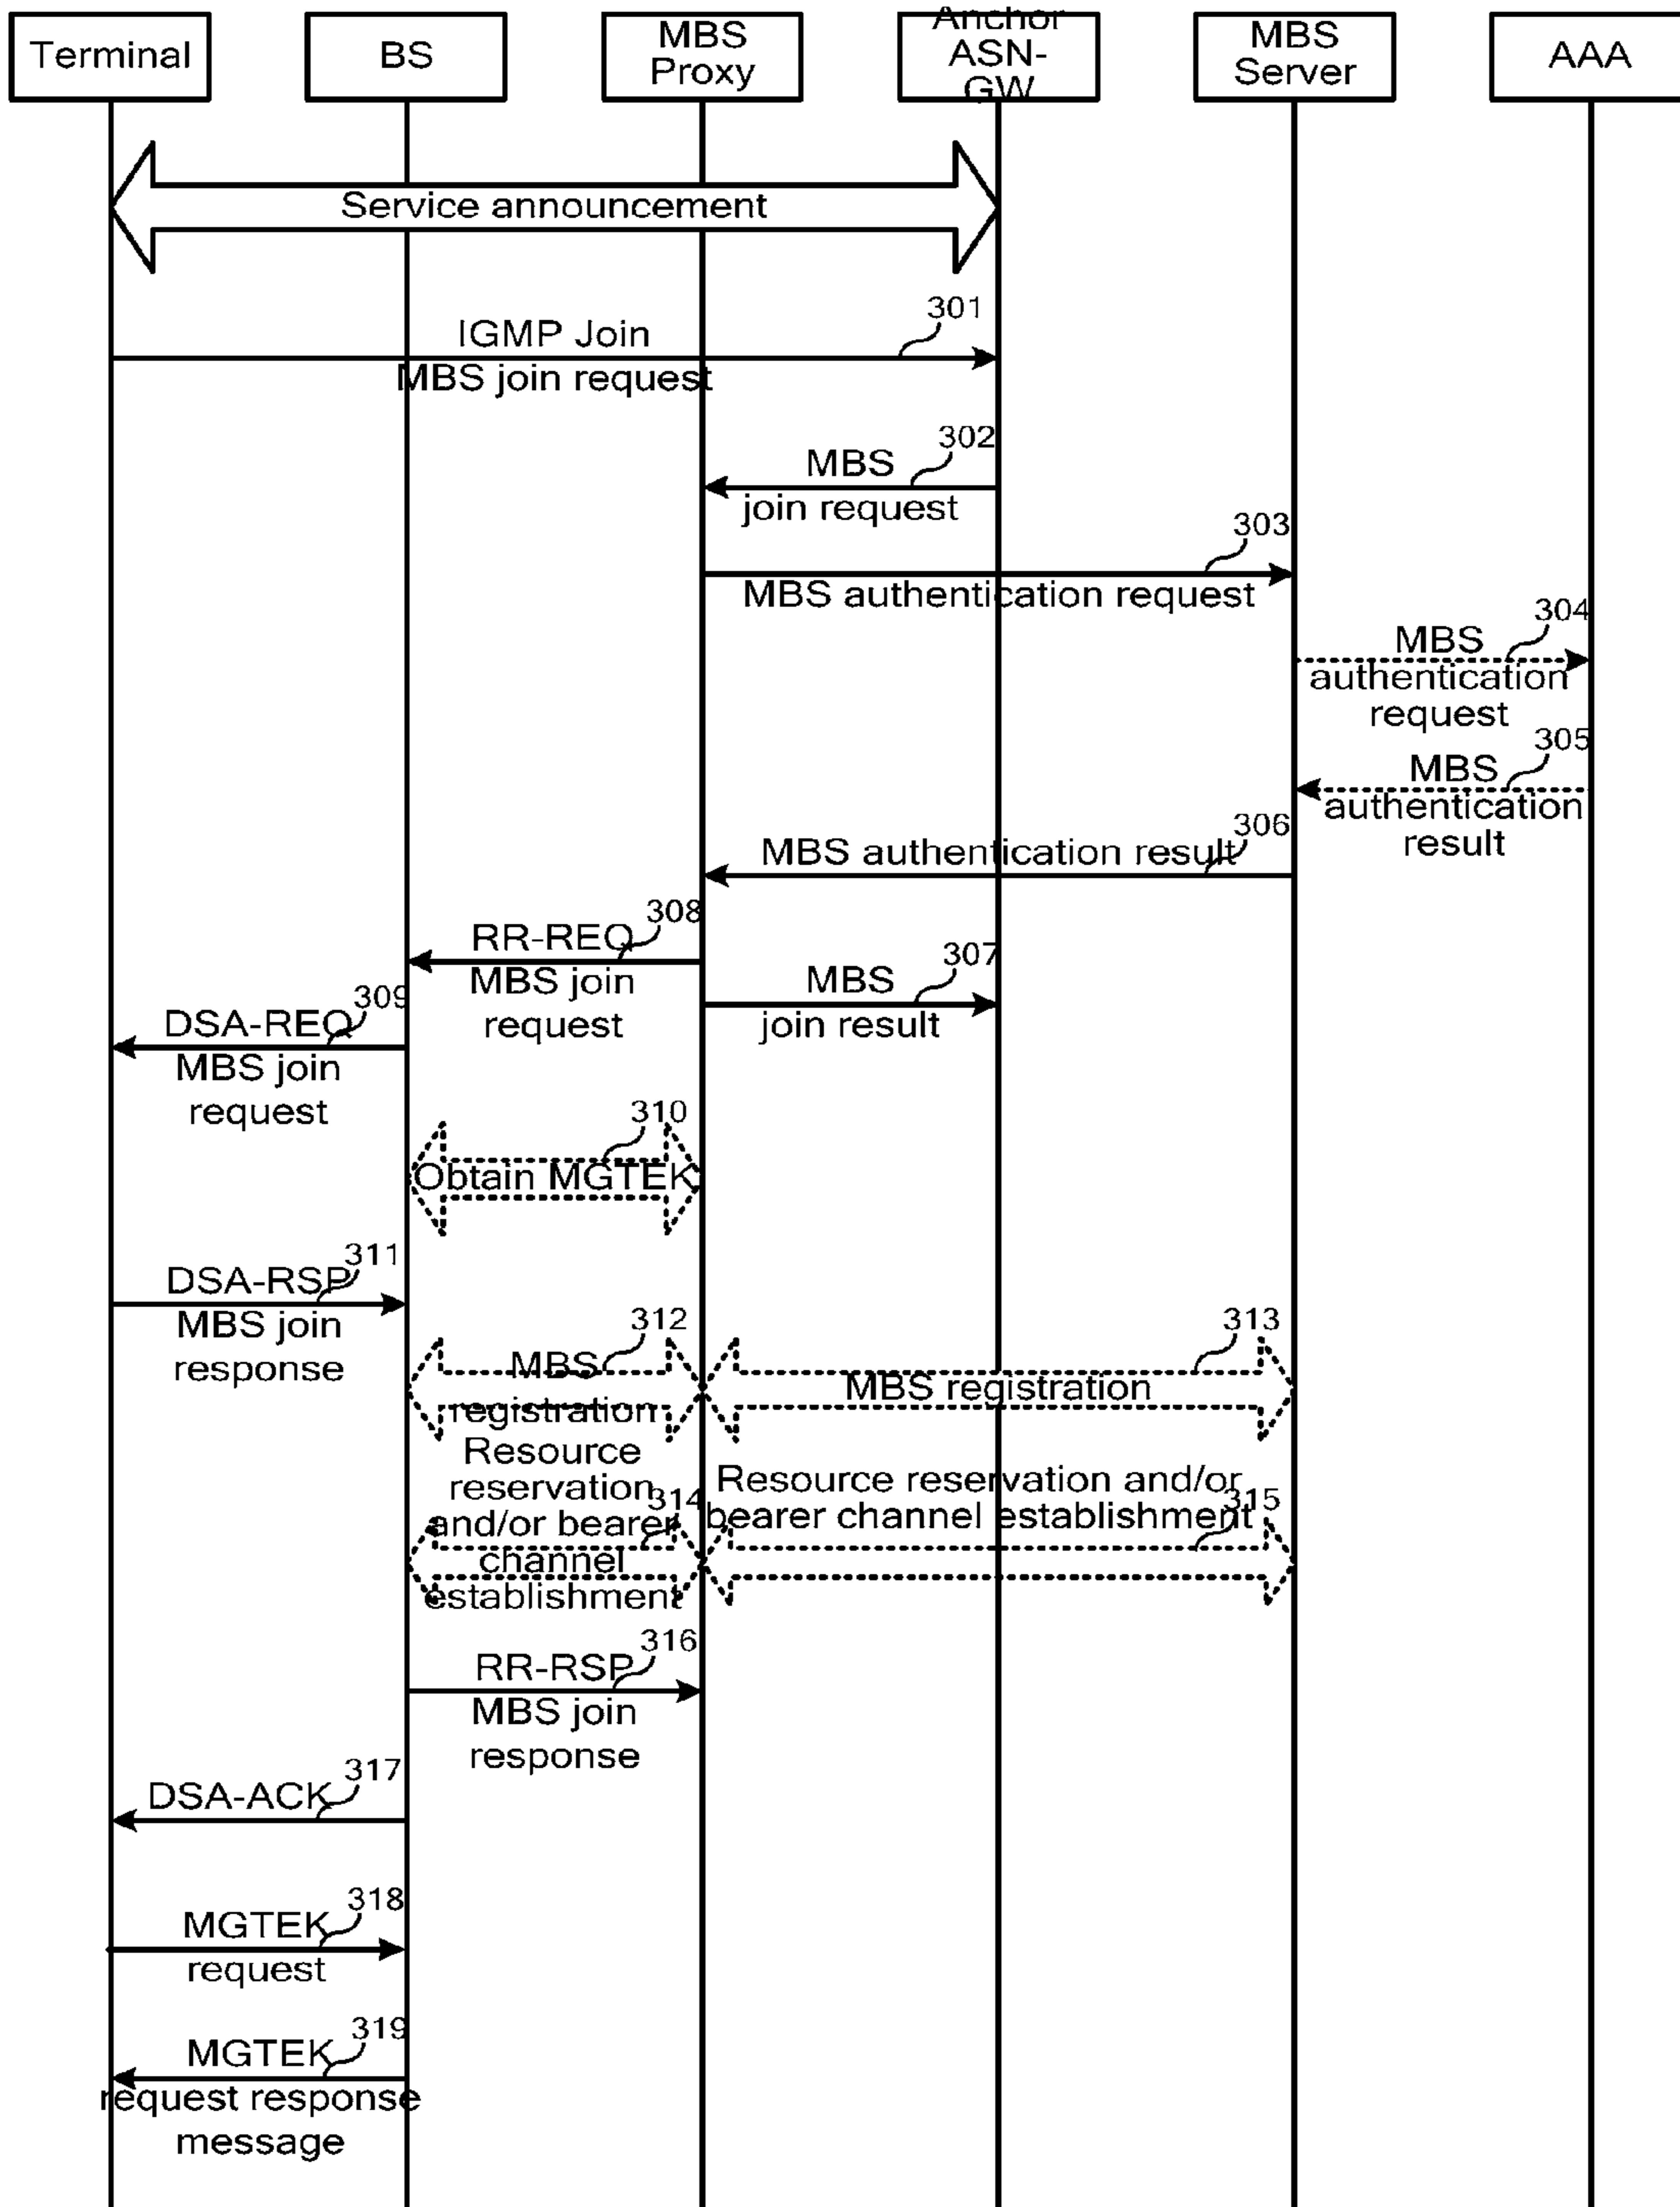 Terminal
BS
MBS
Proxy
Anchor
ASN-
GW
MBS
Server
AAA
Service announcement
301
IGMP Join
MBS join request
302
MBS
join request
303
MBS authentication request
304
MBS
authentication
request
305
MBS
authentication
result
306
MBS authentication result
308
RR-REQ
MBS join
request
307
MBS
join result
309
DSA-REQ
MBS join
request
310
Obtain MGTEK
311
DSA-RSP
MBS join
response
312
MBS
registration
313
MBS registration
Resource
reservation
314
and/or bearer
channel
establishment
Resource reservation and/or
315
bearer channel establishment
316
RR-RSP
MBS join
response
317
DSA-ACK
318
MGTEK
request
319
MGTEK
request response
message